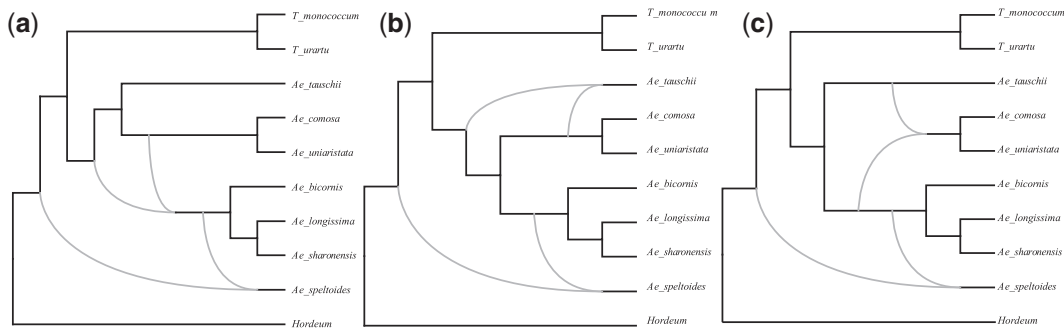 (a)
T_monococcum
T_urartu
Ae_tauschii
Ae_comosa
Ae_uniaristata
Ae_bicornis
Ae_longissima
Ae_sharonensis
Ae_speltoides
Hordeum
(b)
T_monococcu m
T_urartu
Ae_tauschii
Ae_comosa
Ae_uniaristata
Ae_bicornis
Ae_longissima
Ae_sharonensis
Ae_speltoides
Hordeum
(c)
T_monococcum
T_urartu
Ae_tauschii
Ae_comosa
Ae_uniaristata
Ae_bicornis
Ae_longissima
Ae_sharonensis
Ae_speltoides
Hordeum